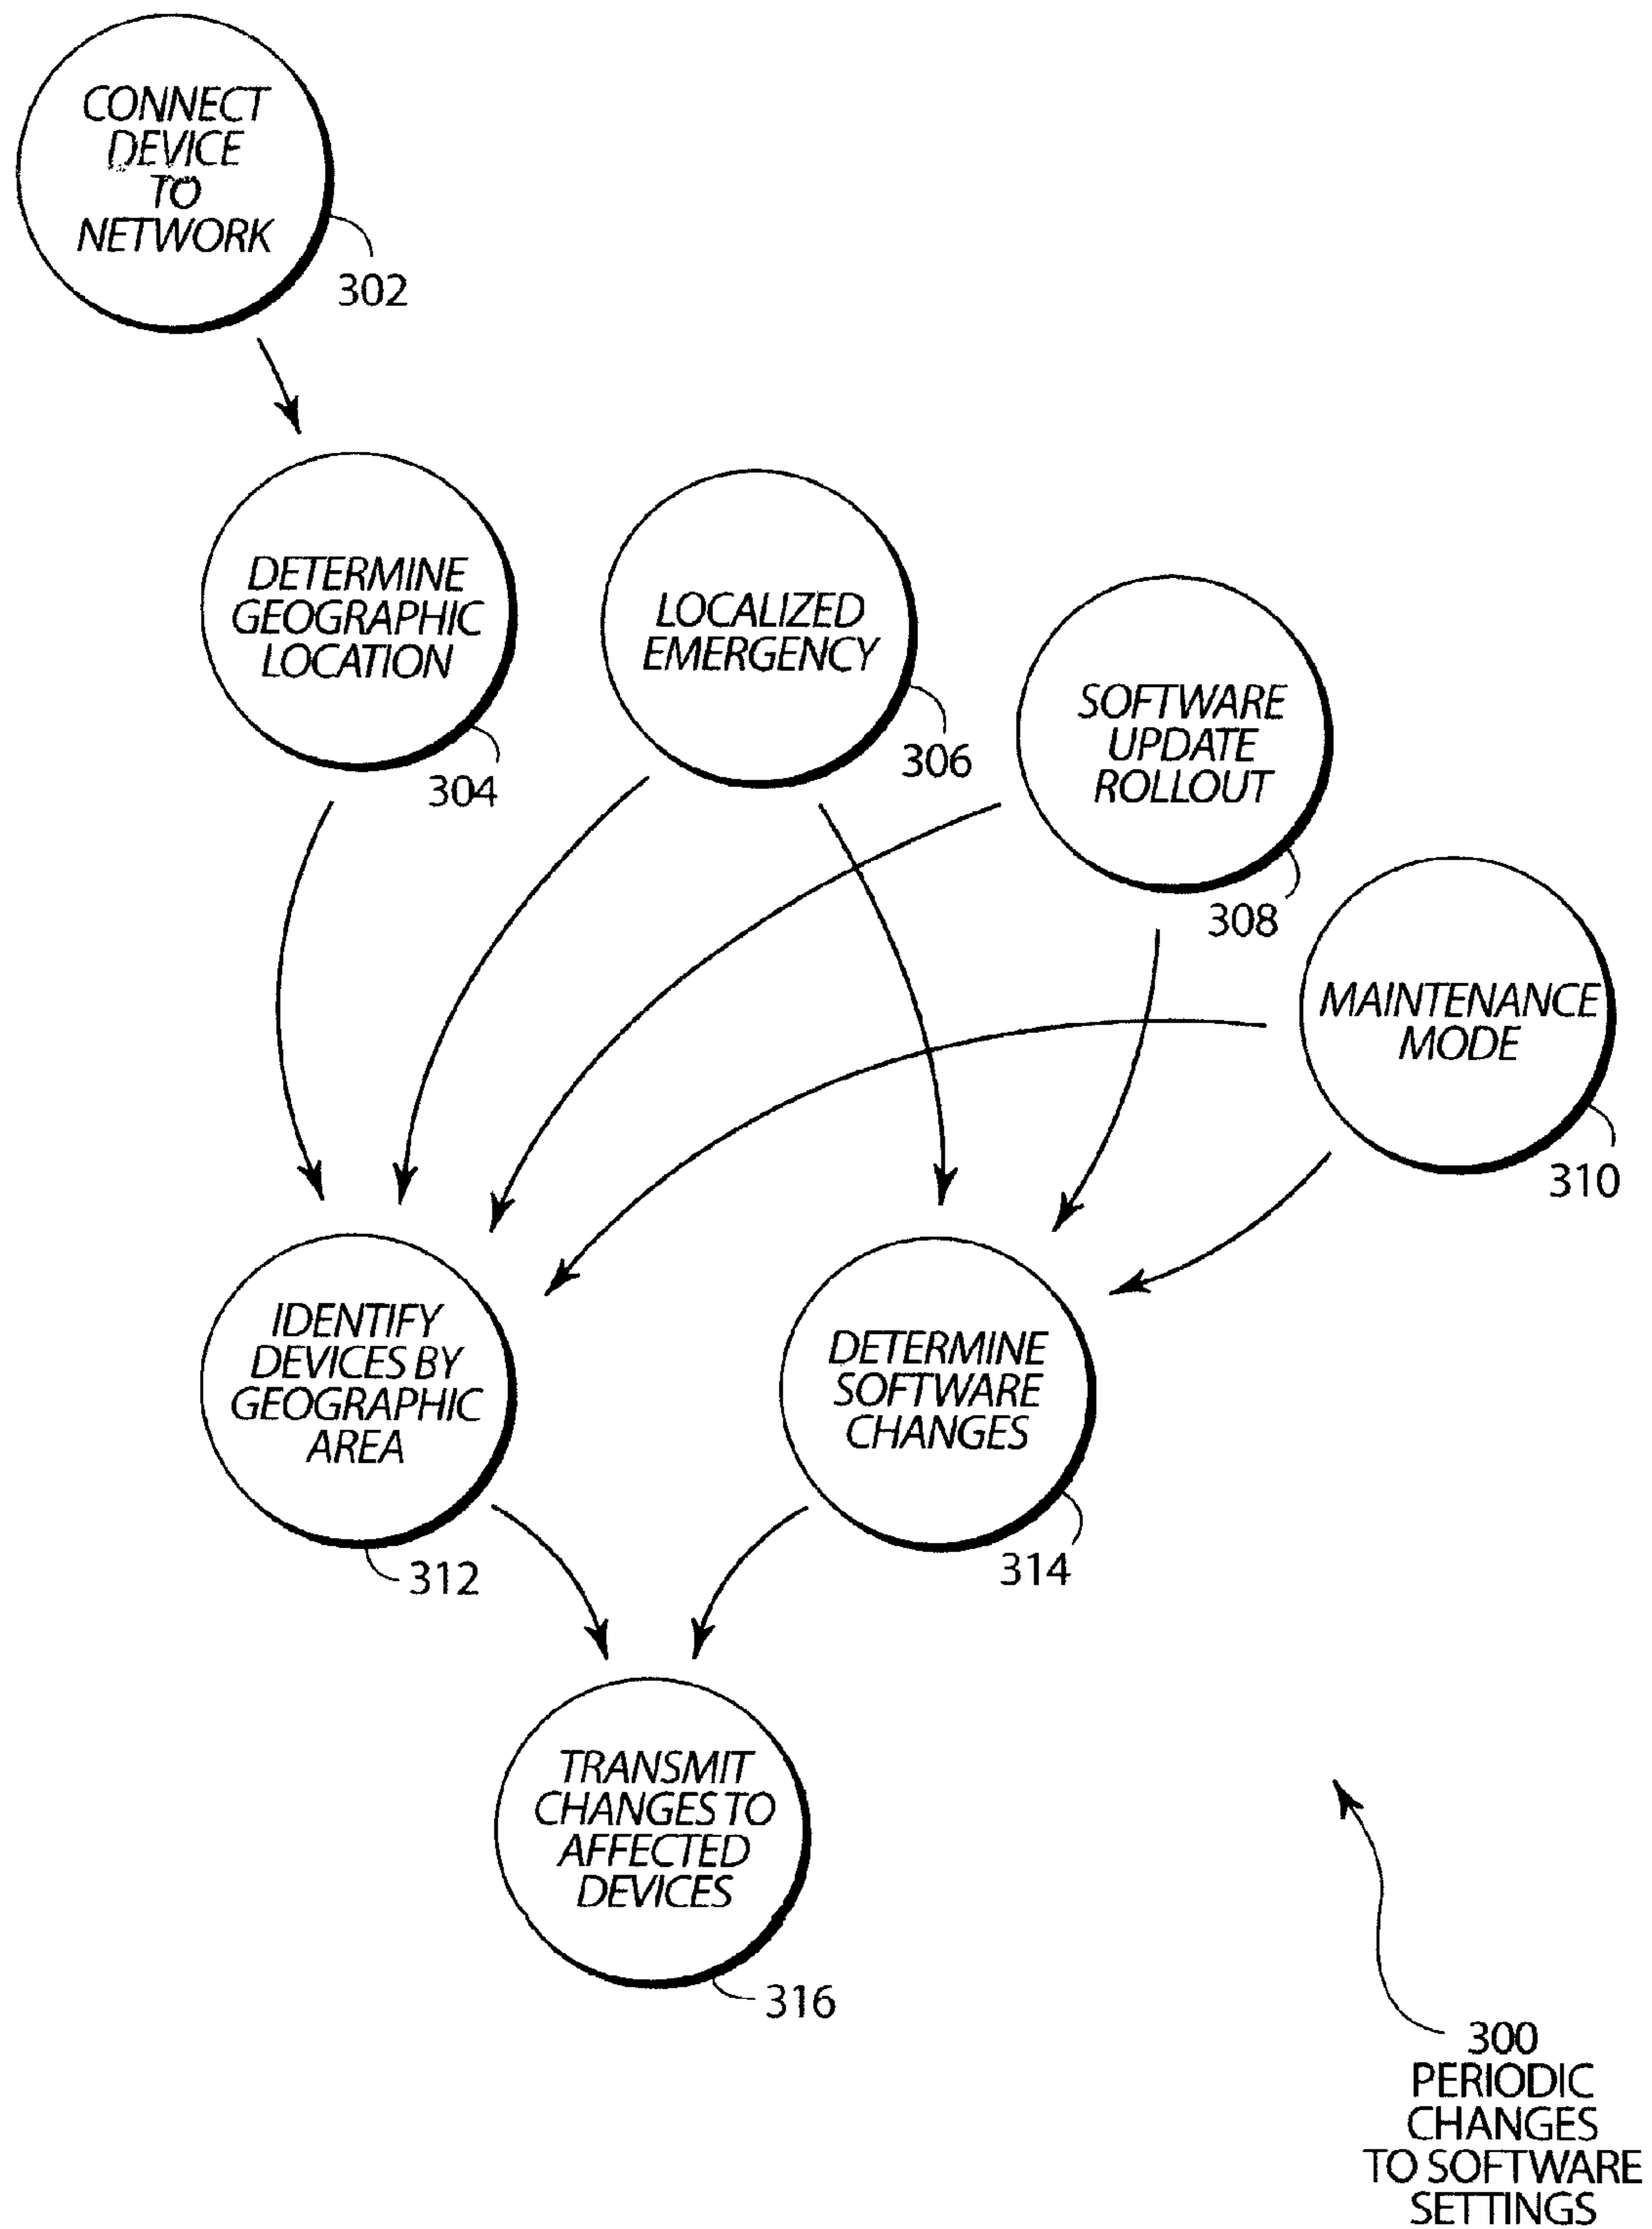 CONNECT
DEVICE
TO
NETWORK
302
DETERMINE
GEOGRAPHIC
LOCATION
304
LOCALIZED
EMERGENCY
306
SOFTWARE
UPDATE
ROLLOUT
308
MAINTENANCE
MODE
310
IDENTIFY
DEVICES BY
GEOGRAPHIC
AREA
312
DETERMINE
SOFTWARE
CHANGES
314
TRANSMIT
CHANGES TO
AFFECTED
DEVICES
316
300
PERIODIC
CHANGES
TO SOFTWARE
SETTINGS